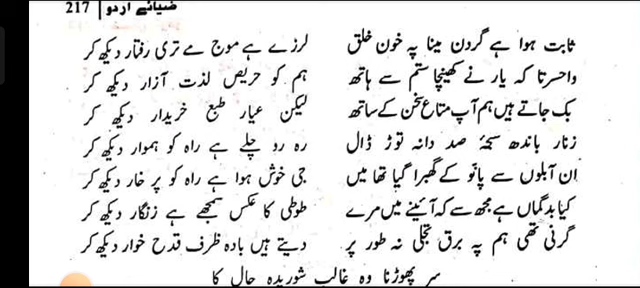 ضیائے اردو 217
ثابت ہوا ہے گردن مینا پہ خون خلق لرزے ہے موج مے تری رفتار دیکھ کر
واحسرتا کہ یار نے کھینچا ستم سے ہاتھ ہم کو حریص لذت آزار دیکھ کر
بک جاتے ہیں ہم آپ متاع سخن کے ساتھ لیکن عیار طبع خریدار دیکھ کر
زنار باندھ سبحۂ صد دانہ توڑ ڈال رہ رو چلے ہے راہ کو ہموار دیکھ کر
ان آبلوں سے پانو کے گھبرا گیا تھا میں جی خوش ہوا ہے راہ کو پر خار دیکھ کر
کیا بدگماں ہے مجھ سے کہ آئینے میں مرے طوطی کا عکس سمجھے ہے زنگار دیکھ کر
گرنی تھی ہم پہ برق تجلی نہ طور پر دیتے ہیں بادہ ظرف قدح خوار دیکھ کر
سر پھوڑنا وہ غالب شوریدہ حال کا